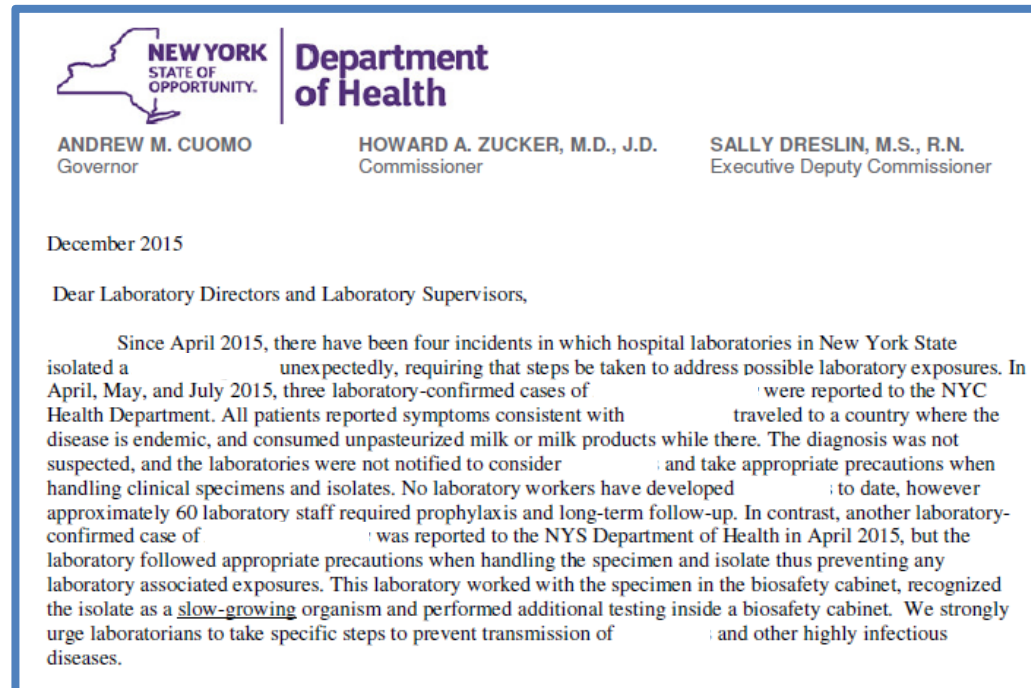 NEW YORK
STATE OF
OPPORTUNITY.
Department
of Health
ANDREW M. CUOMO HOWARD A. ZUCKER, M.D., J.D. SALLY DRESLIN, M.S., R.N.
Governor Commissioner Executive Deputy Commissioner
December 2015
Dear Laboratory Directors and Laboratory Supervisors,
Since April 2015, there have been four incidents in which hospital laboratories in New York State
isolated a unexpectedly, requiring that steps be taken to address possible laboratory exposures. In
April, May, and July 2015, three laboratory-confirmed cases of were reported to the NYC
Health Department. All patients reported symptoms consistent with traveled to a country where the
disease is endemic, and consumed unpasteurized milk or milk products while there. The diagnosis was not
suspected, and the laboratories were not notified to consider and take appropriate precautions when
handling clinical specimens and isolates. No laboratory workers have developed to date, however
approximately 60 laboratory staff required prophylaxis and long-term follow-up. In contrast, another laboratory-
confirmed case of was reported to the NYS Department of Health in April 2015, but the
laboratory followed appropriate precautions when handling the specimen and isolate thus preventing any
laboratory associated exposures. This laboratory worked with the specimen in the biosafety cabinet, recognized
the isolate as a slow-growing organism and performed additional testing inside a biosafety cabinet. We strongly
urge laboratorians to take specific steps to prevent transmission of and other highly infectious
diseases.